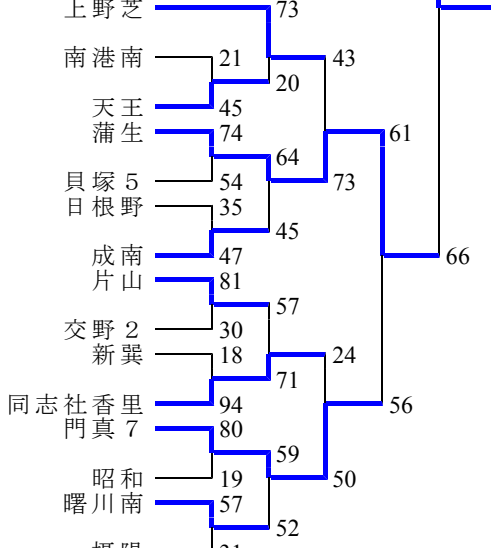 上野芝 73
南港南 21 43
20
天王 45
蒲生 74 61
64
貝塚５ 54 73
日根野 35
45
成南 47 66
片山 81
57
交野２ 30
新巽 18 24
71
同志社香里 94 56
門真７ 80
59
昭和 19 50
曙川南 57
52